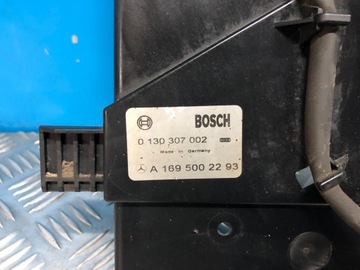 BOSCH
0 130 307 002
Made in Germany
A 169 500 22 93